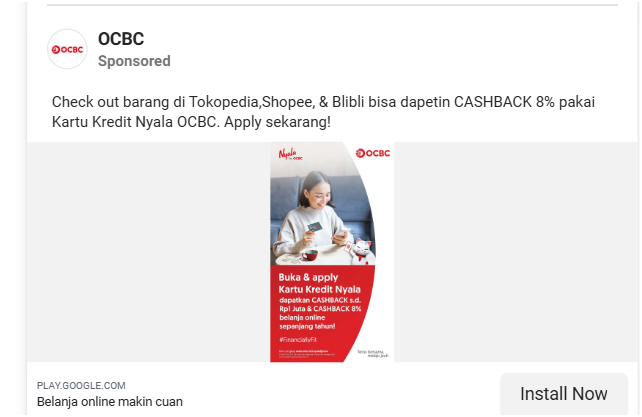 OCBC
OCBC
Sponsored
Check out barang di Tokopedia,Shopee, & Blibli bisa dapetin CASHBACK 8% pakai
Kartu Kredit Nyala OCBC. Apply sekarang!
Nyala
by OCBC
OCBC
Buka & apply
Kartu Kredit Nyala
dapatkan CASHBACK s.d.
Rp1 Juta & CASHBACK 8%
belanja online
sepanjang tahun!
#FinanciallyFit
PLAY.GOOGLE.COM
Belanja online makin cuan
Install Now